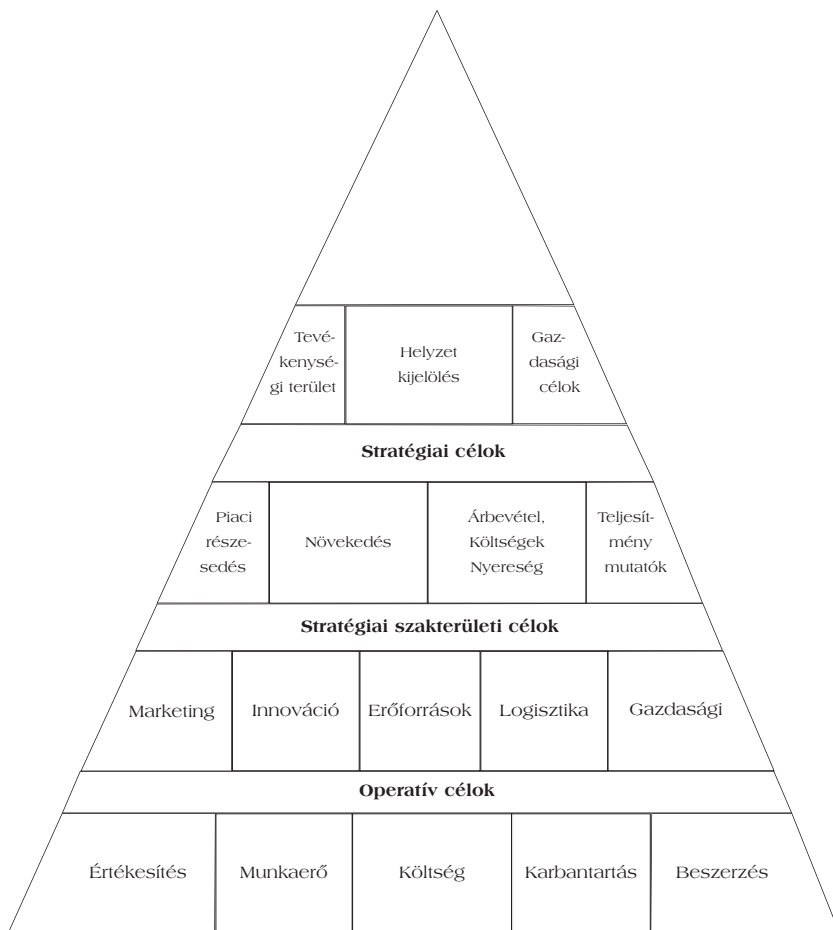 Tevé-
kenysé-
gi terület
Helyzet
kijelölés
Gaz-
dasági
célok
Stratégiai célok
Piaci
része-
sedés
Növekedés
Árbevétel,
Költségek
Nyereség
Teljesít-
mény
mutatók
Stratégiai szakterületi célok
Marketing
Innováció
Erőforrások
Logisztika
Gazdasági
Operatív célok
Értékesítés
Munkaerő
Költség
Karbantartás
Beszerzés